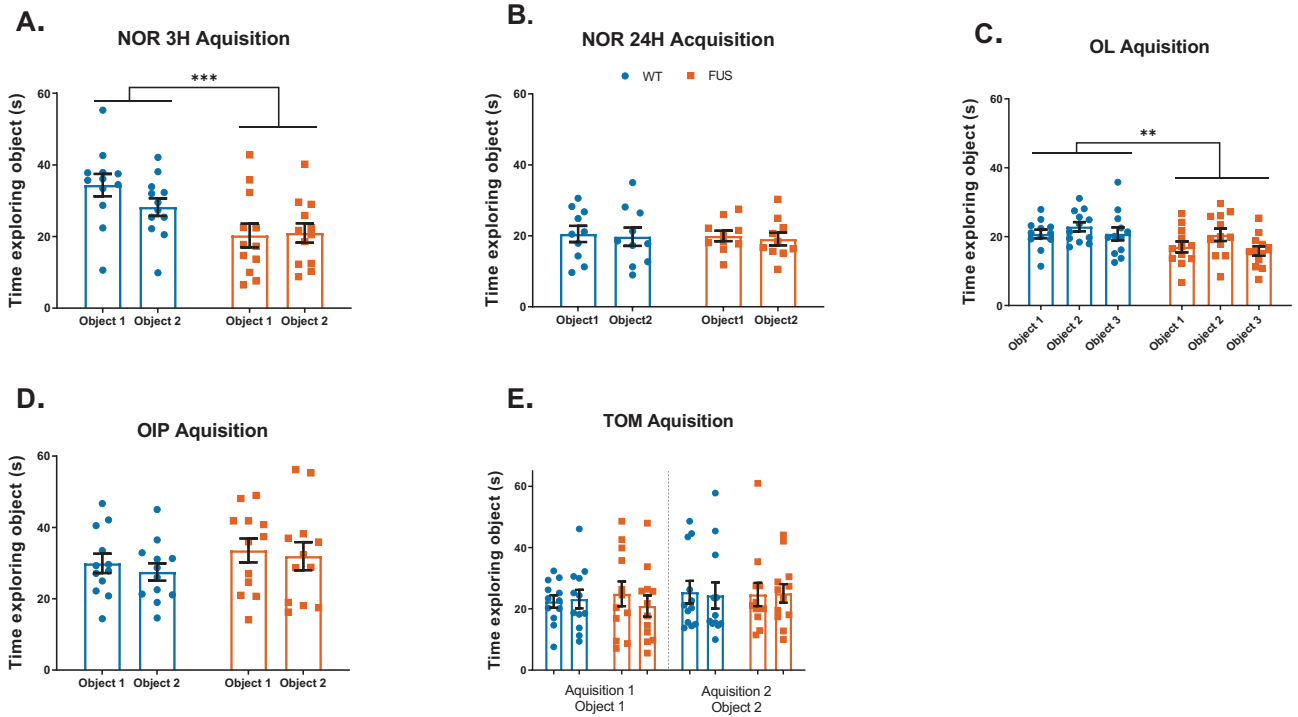 A.
NOR 3H Aquisition
***
Time exploring object (s)
60
40
20
0
Object 1 Object 2 Object 1 Object 2
B.
NOR 24H Acquisition
WT FUS
Time exploring object (s)
60
40
20
0
Object1 Object2 Object1 Object2
C.
OL Aquisition
**
Time exploring object (s)
60
40
20
0
Object 1 Object 2 Object 3 Object 1 Object 2 Object 3
D.
OIP Aquisition
Time exploring object (s)
60
40
20
0
Object 1 Object 2 Object 1 Object 2
E.
TOM Aquisition
Time exploring object (s)
60
40
20
0
Aquisition 1 Aquisition 2
Object 1 Object 2